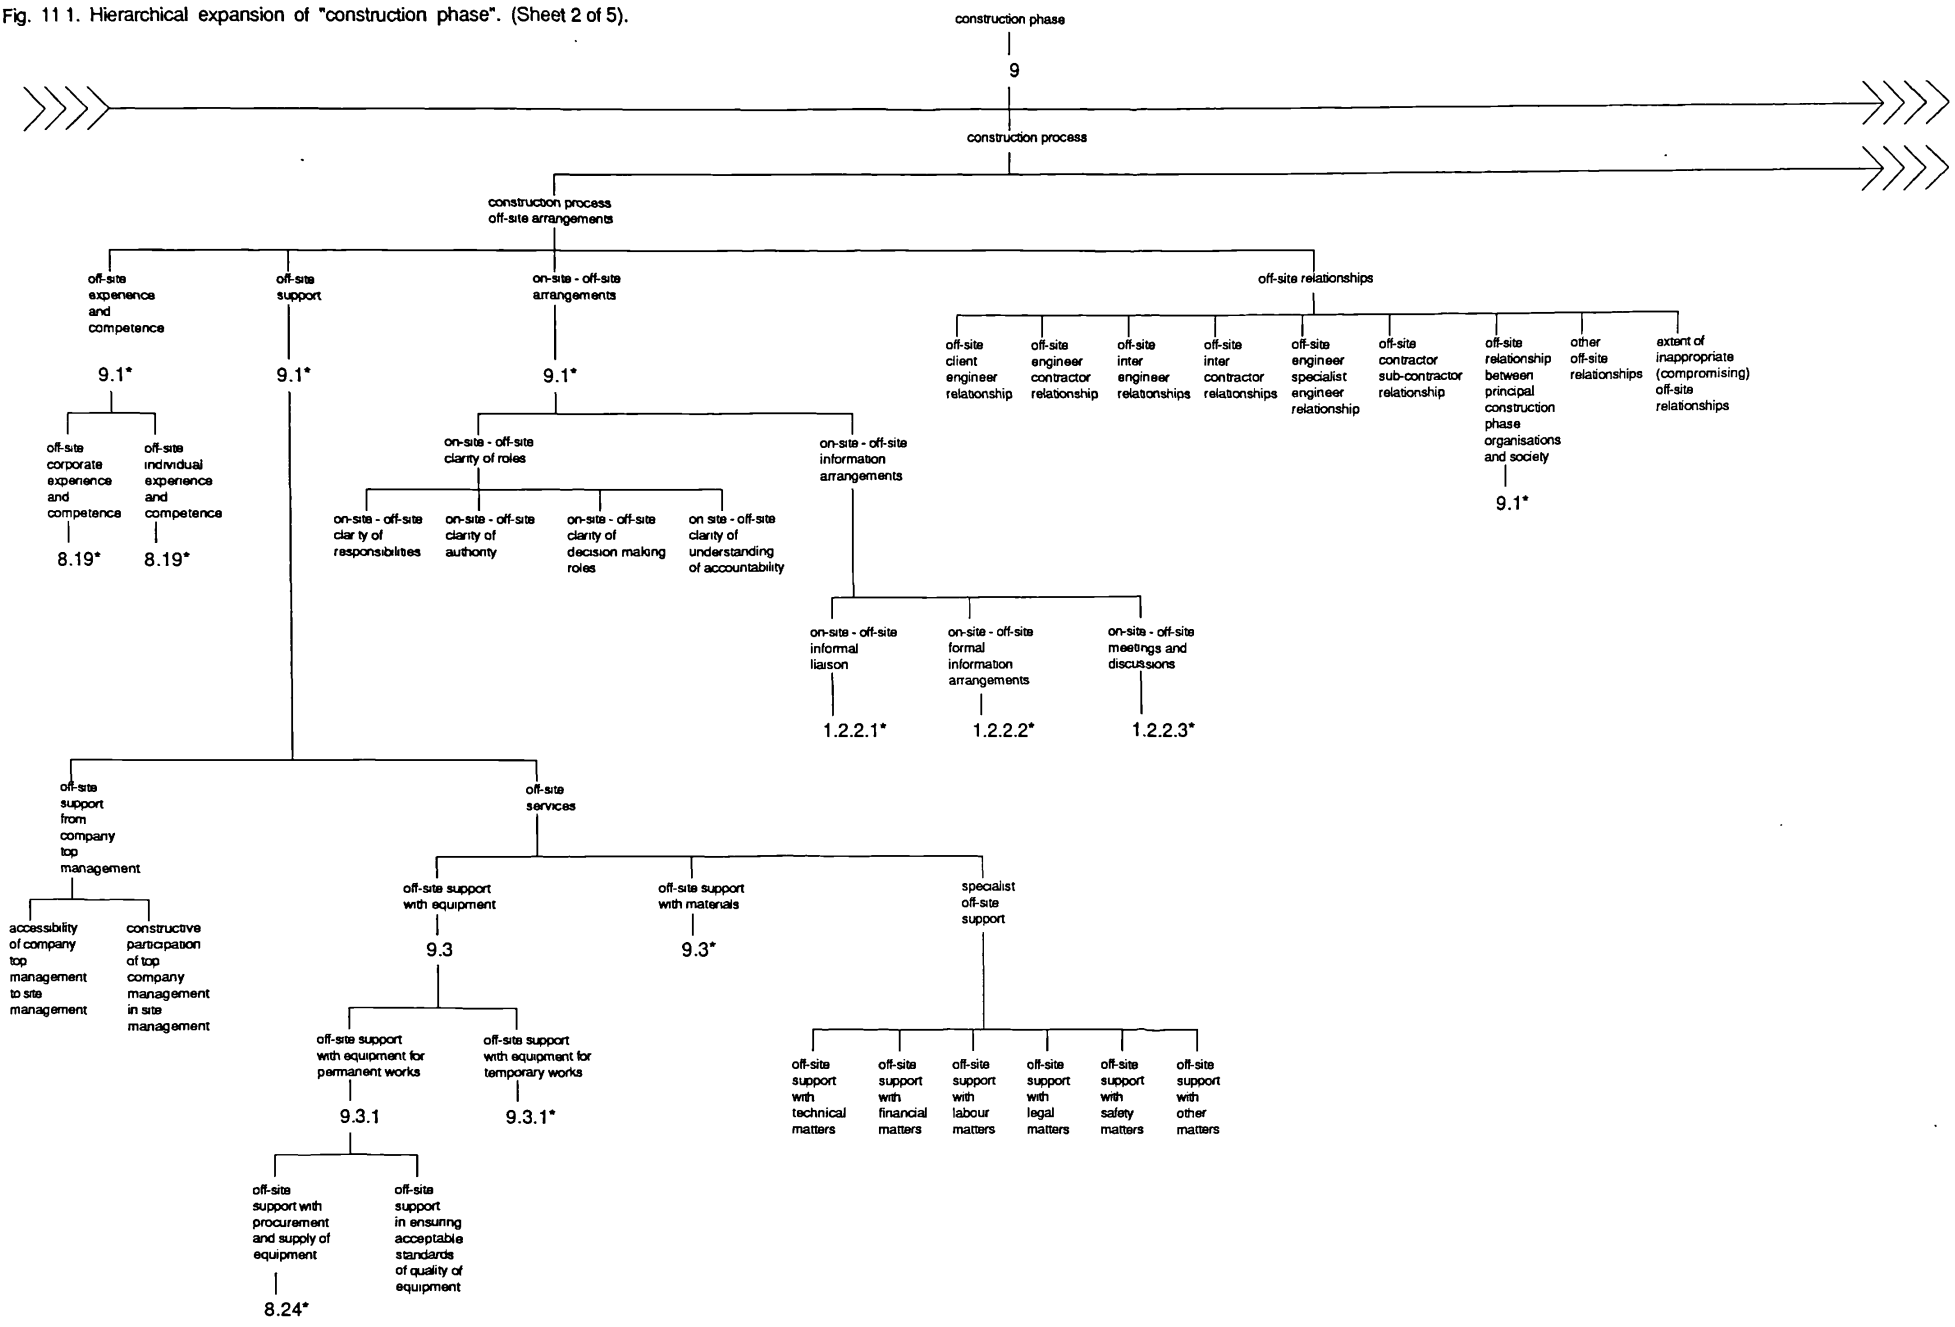 Fig. 11 1. Hierarchical expansion of "construction phase". (Sheet 2 of 5).
construction phase
9
construction process
construction process
off-site arrangements
off-site
experience
and
competence
9.1*
off-site
support
9.1*
on-site - off-site
arrangements
9.1*
off-site relationships
off-site
client
engineer
relationship
off-site
engineer
contractor
relationship
off-site
inter
engineer
relationships
off-site
inter
contractor
relationships
off-site
engineer
specialist
engineer
relationship
off-site
contractor
sub-contractor
relationship
off-site
relationship
between
principal
construction
phase
organisations
and society
9.1*
other
off-site
relationships
extent of
inappropriate
(compromising)
off-site
relationships
off-site
corporate
experience
and
competence
8.19*
off-site
individual
experience
and
competence
8.19*
on-site - off-site
clarity of roles
on-site - off-site
information
arrangements
on-site - off-site
clar ty of
responsibilities
on-site - off-site
clarity of
authority
on-site - off-site
clarity of
decision making
roles
on site - off-site
clarity of
understanding
of accountability
on-site - off-site
informal
liaison
1.2.2.1*
on-site - off-site
formal
information
arrangements
1.2.2.2*
on-site - off-site
meetings and
discussions
1.2.2.3*
off-site
support
from
company
top
management
off-site
services
accessibility
of company
top
management
to site
management
constructive
participation
of top
company
management
in site
management
off-site support
with equipment
9.3
off-site support
with materials
9.3*
specialist
off-site
support
off-site support
with equipment for
permanent works
9.3.1
off-site support
with equipment for
temporary works
9.3.1*
off-site
support
with
technical
matters
off-site
support
with
financial
matters
off-site
support
with
labour
matters
off-site
support
with
legal
matters
off-site
support
with
safety
matters
off-site
support
with
other
matters
off-site
support with
procurement
and supply of
equipment
8.24*
off-site
support
in ensuring
acceptable
standards
of quality of
equipment